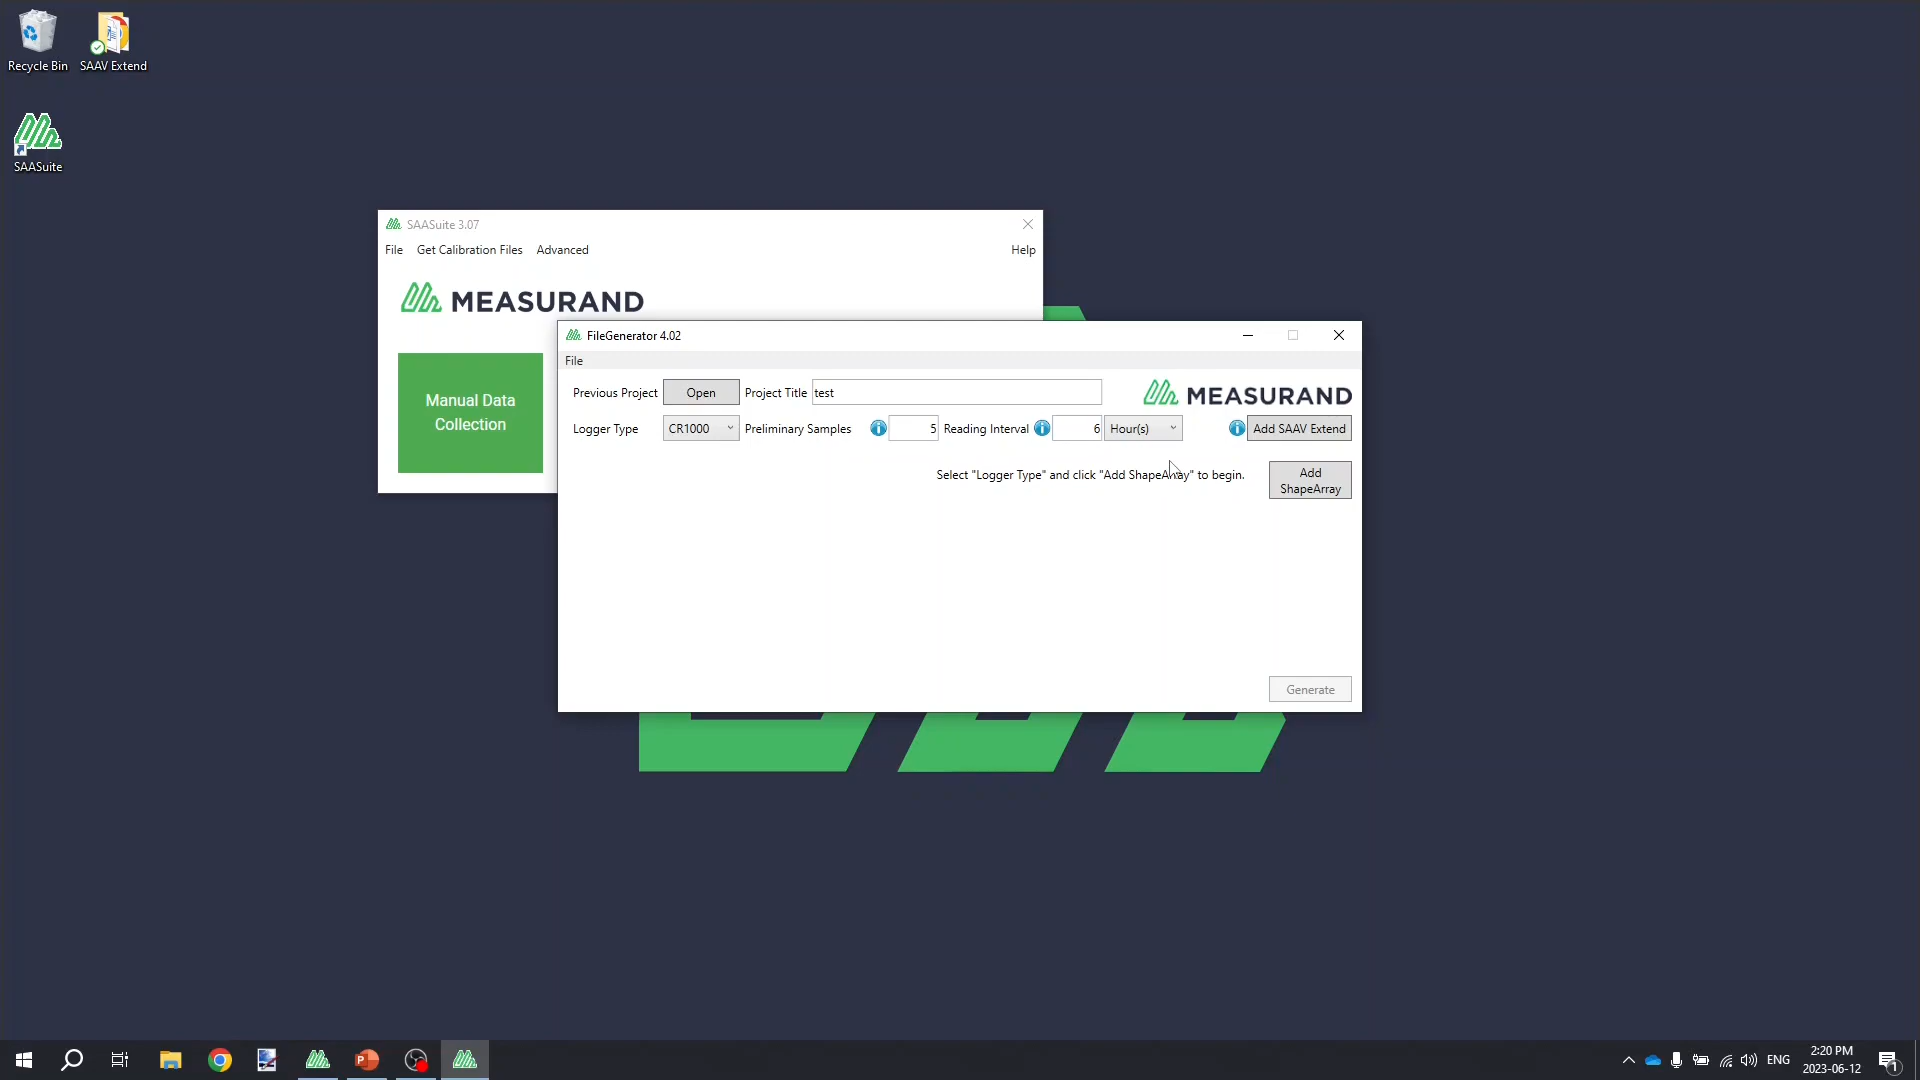 Recycle Bin
SAAV Extend
SAASuite
SAASuite 3.07
File
Get Calibration Files
Advanced
Help
MEASURAND
Manual Data
Collection
FileGenerator 4.02
File
Previous Project
Open
Project Title
test
MEASURAND
Logger Type
CR1000
Preliminary Samples
5
Reading Interval
6
Hour(s)
Add SAAV Extend
Select "Logger Type" and click "Add ShapeArray" to begin.
Add
ShapeArray
Generate
ENG
2:20 PM
2023-06-12
1